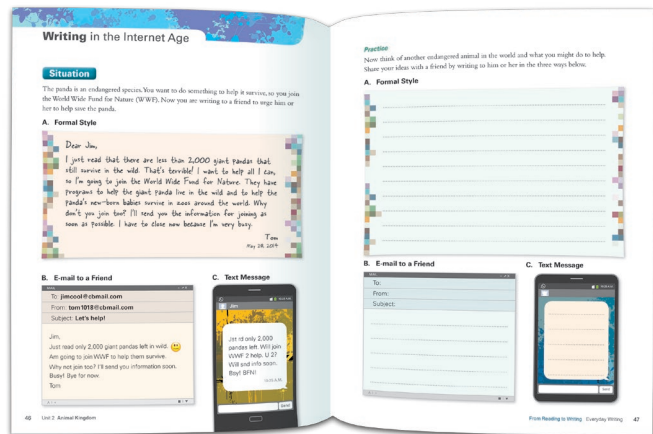 Writing in the Internet Age
Situation
The panda is an endangered species. You want to do something to help it survive, so you join
the World Wide Fund for Nature (WWF). Now you are writing to a friend to urge him or
her to help save the panda.
A. Formal Style
Dear Jim,
I just read that there are less than 2,000 giant pandas that
still survive in the wild. That's terrible! I want to help all I can,
so I'm going to join the World Wide Fund for Nature. They have
programs to help the giant panda live in the wild and to help the
panda's new-born babies survive in zoos around the world. Why
don't you join too? I'll send you the information for joining as
soon as possible. I have to close now because I'm very busy.
Tom
May 28 2014
B. E-mail to a Friend
MAIL
To: jimcool@cbmail.com
From: tom1018@cbmail.com
Subject: Let's help!
Jim,
Just read only 2,000 giant pandas left in wild.
Am going to join WWF to help them survive.
Why not join too? I'll send you information soon.
Busy! Bye for now.
Tom
C. Text Message
Jim
Jst rd only 2,000
pandas left. Will join
WWF 2 help. U 2?
Will snd info soon.
Bsy! BFN!
Send
46 Unit 2 Animal Kingdom
Practice
Now think of another endangered animal in the world and what you might do to help.
Share your ideas with a friend by writing to him or her in the three ways below.
A. Formal Style
B. E-mail to a Friend
MAIL
To:
From:
Subject:
C. Text Message
Send
From Reading to Writing Everyday Writing 47